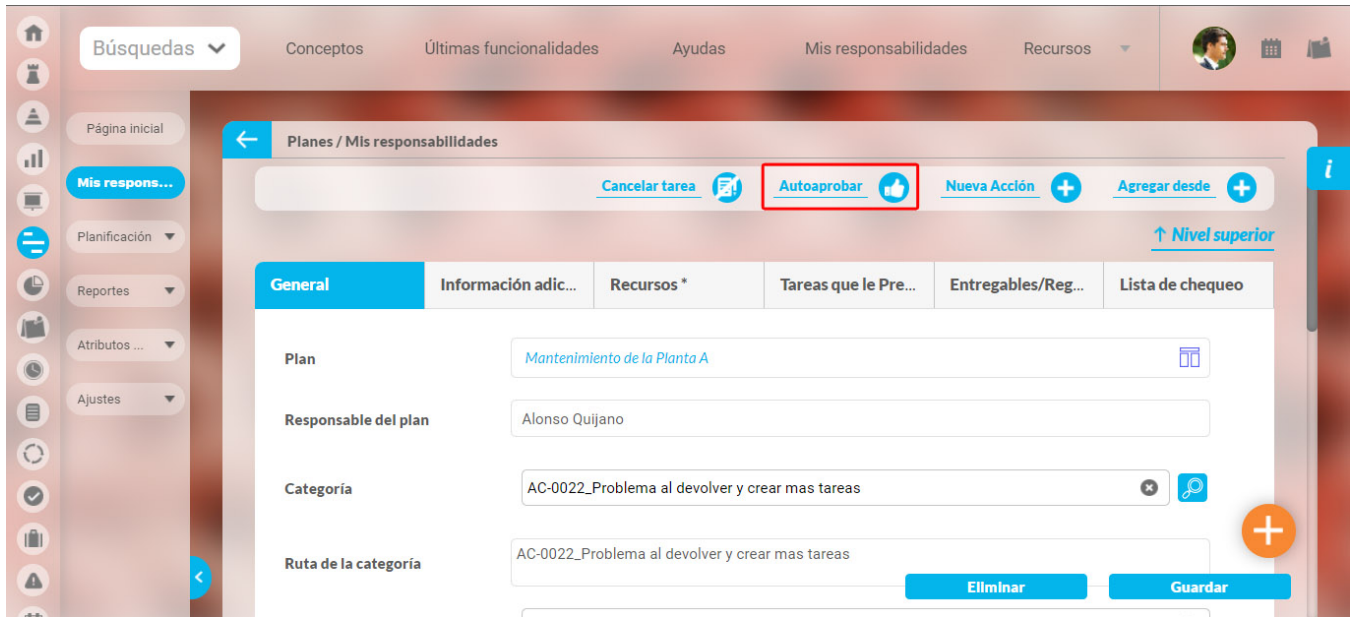 Búsquedas
Conceptos
Últimas funcionalidades
Ayudas
Mis responsabilidades
Recursos
Página inicial
Mis respons...
Planificación
Reportes
Atributos ...
Ajustes
Planes / Mis responsabilidades
i
Cancelar tarea
Autoaprobar
Nueva Acción
Agregar desde
↑ Nivel superior
General
Información adic...
Recursos *
Tareas que le Pre...
Entregables/Reg...
Lista de chequeo
Plan
Mantenimiento de la Planta A
Responsable del plan
Alonso Quijano
Categoría
AC-0022_Problema al devolver y crear mas tareas
Ruta de la categoría
AC-0022_Problema al devolver y crear mas tareas
Eliminar
Guardar